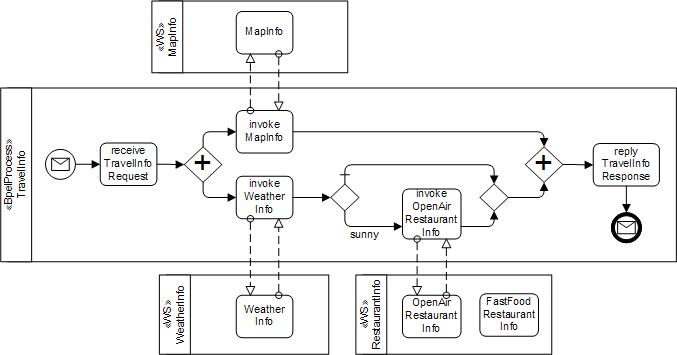 «WS»
MapInfo
MapInfo
«BpelProcess»
TravelInfo
receive
TravelInfo
Request
invoke
MapInfo
invoke
Weather
Info
sunny
invoke
OpenAir
Restaurant
Info
reply
TravelInfo
Response
«WS»
WeatherInfo
Weather
Info
«WS»
RestaurantInfo
OpenAir
Restaurant
Info
FastFood
Restaurant
Info